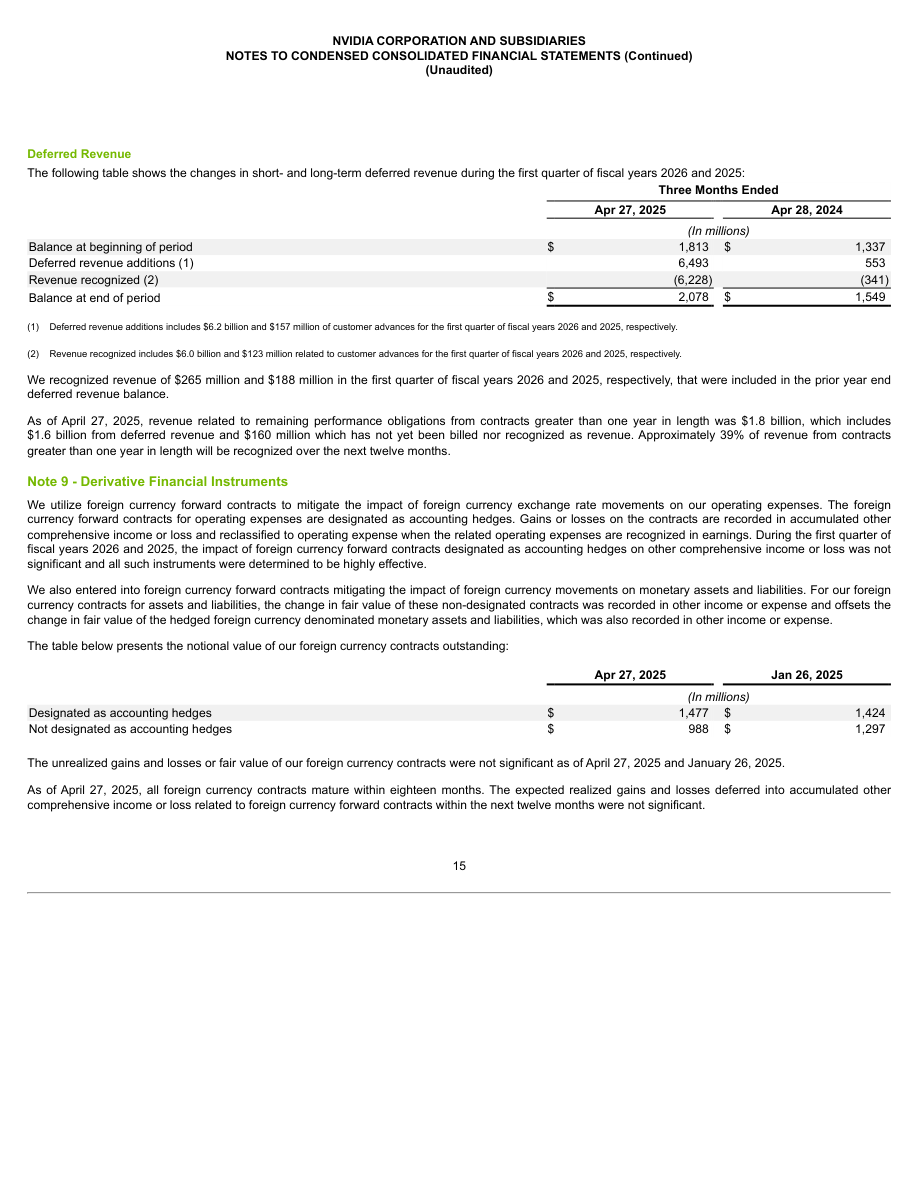 NVIDIA CORPORATION AND SUBSIDIARIES
NOTES TO CONDENSED CONSOLIDATED FINANCIAL STATEMENTS (Continued)
(Unaudited)
Deferred Revenue
The following table shows the changes in short- and long-term deferred revenue during the first quarter of fiscal years 2026 and 2025:
Three Months Ended
Apr 27, 2025 Apr 28, 2024
(In millions)
Balance at beginning of period $ 1,813 $ 1,337
Deferred revenue additions (1) 6,493 553
Revenue recognized (2) (6,228) (341)
Balance at end of period $ 2,078 $ 1,549
(1) Deferred revenue additions includes $6.2 billion and $157 million of customer advances for the first quarter of fiscal years 2026 and 2025, respectively.
(2) Revenue recognized includes $6.0 billion and $123 million related to customer advances for the first quarter of fiscal years 2026 and 2025, respectively.
We recognized revenue of $265 million and $188 million in the first quarter of fiscal years 2026 and 2025, respectively, that were included in the prior year end
deferred revenue balance.
As of April 27, 2025, revenue related to remaining performance obligations from contracts greater than one year in length was $1.8 billion, which includes
$1.6 billion from deferred revenue and $160 million which has not yet been billed nor recognized as revenue. Approximately 39% of revenue from contracts
greater than one year in length will be recognized over the next twelve months.
Note 9 - Derivative Financial Instruments
We utilize foreign currency forward contracts to mitigate the impact of foreign currency exchange rate movements on our operating expenses. The foreign
currency forward contracts for operating expenses are designated as accounting hedges. Gains or losses on the contracts are recorded in accumulated other
comprehensive income or loss and reclassified to operating expense when the related operating expenses are recognized in earnings. During the first quarter of
fiscal years 2026 and 2025, the impact of foreign currency forward contracts designated as accounting hedges on other comprehensive income or loss was not
significant and all such instruments were determined to be highly effective.
We also entered into foreign currency forward contracts mitigating the impact of foreign currency movements on monetary assets and liabilities. For our foreign
currency contracts for assets and liabilities, the change in fair value of these non-designated contracts was recorded in other income or expense and offsets the
change in fair value of the hedged foreign currency denominated monetary assets and liabilities, which was also recorded in other income or expense.
The table below presents the notional value of our foreign currency contracts outstanding:
Apr 27, 2025 Jan 26, 2025
(In millions)
Designated as accounting hedges $ 1,477 $ 1,424
Not designated as accounting hedges $ 988 $ 1,297
The unrealized gains and losses or fair value of our foreign currency contracts were not significant as of April 27, 2025 and January 26, 2025.
As of April 27, 2025, all foreign currency contracts mature within eighteen months. The expected realized gains and losses deferred into accumulated other
comprehensive income or loss related to foreign currency forward contracts within the next twelve months were not significant.
15